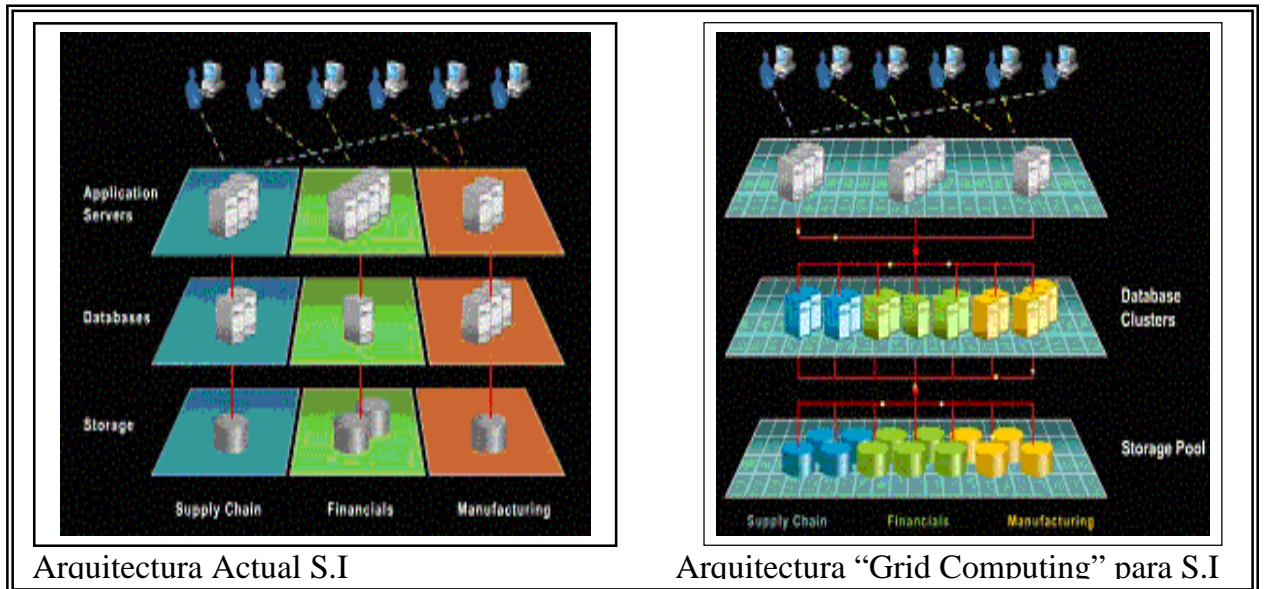 Application
Servers
Databases
Storage
Supply Chain Financials Manufacturing
Arquitectura Actual S.I
Database
Clusters
Storage Pool
Supply Chain Financials Manufacturing
Arquitectura “Grid Computing” para S.I